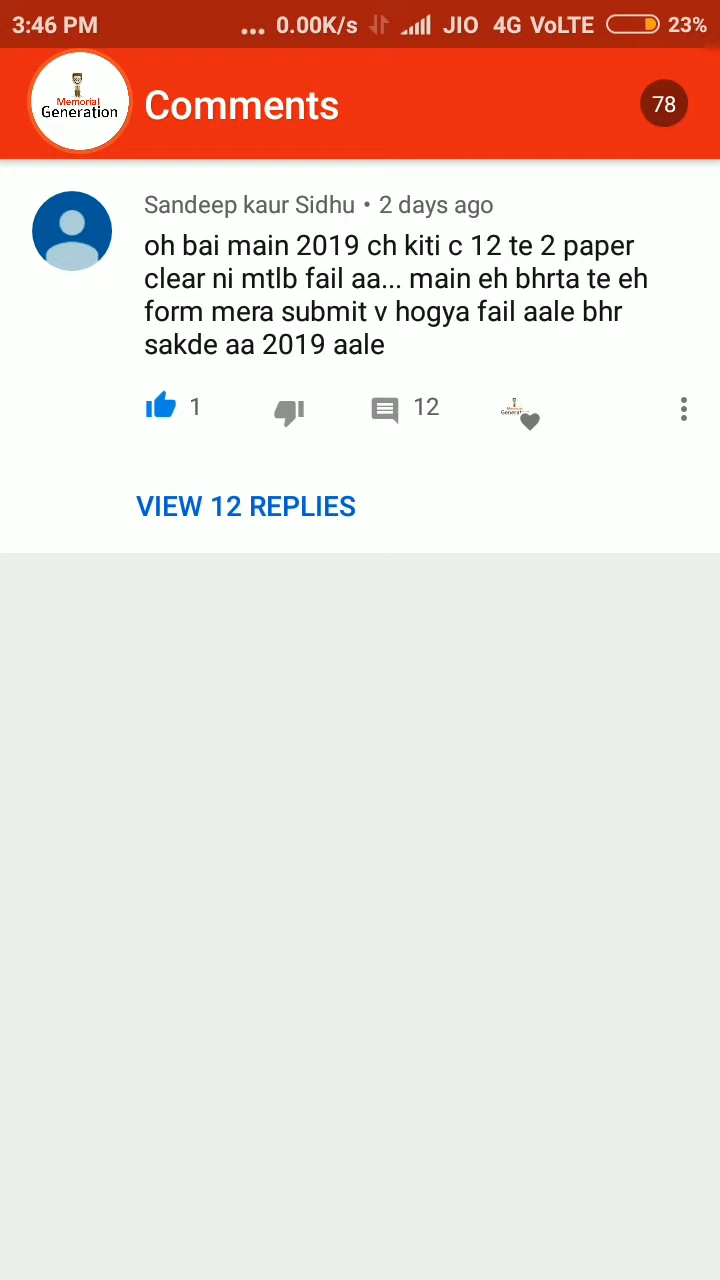 3:46 PM ... 0.00K/s JIO 4G VoLTE 23%
Memorial
Generation
Comments
78
Sandeep kaur Sidhu • 2 days ago
oh bai main 2019 ch kiti c 12 te 2 paper
clear ni mtlb fail aa... main eh bhrta te eh
form mera submit v hogya fail aale bhr
sakde aa 2019 aale
1 12
VIEW 12 REPLIES